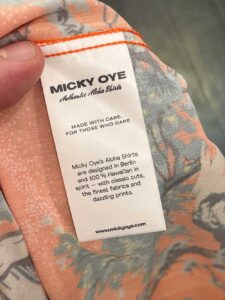 MICKY OYE
Authentic Aloha Shirts
MADE WITH CARE.
FOR THOSE WHO DARE
Micky Oye's Aloha Shirts
are designed in Berlin
and 100% Hawaiian in
spirit — with classic cuts,
the finest fabrics and
dazzling prints.
www.mickyoye.com